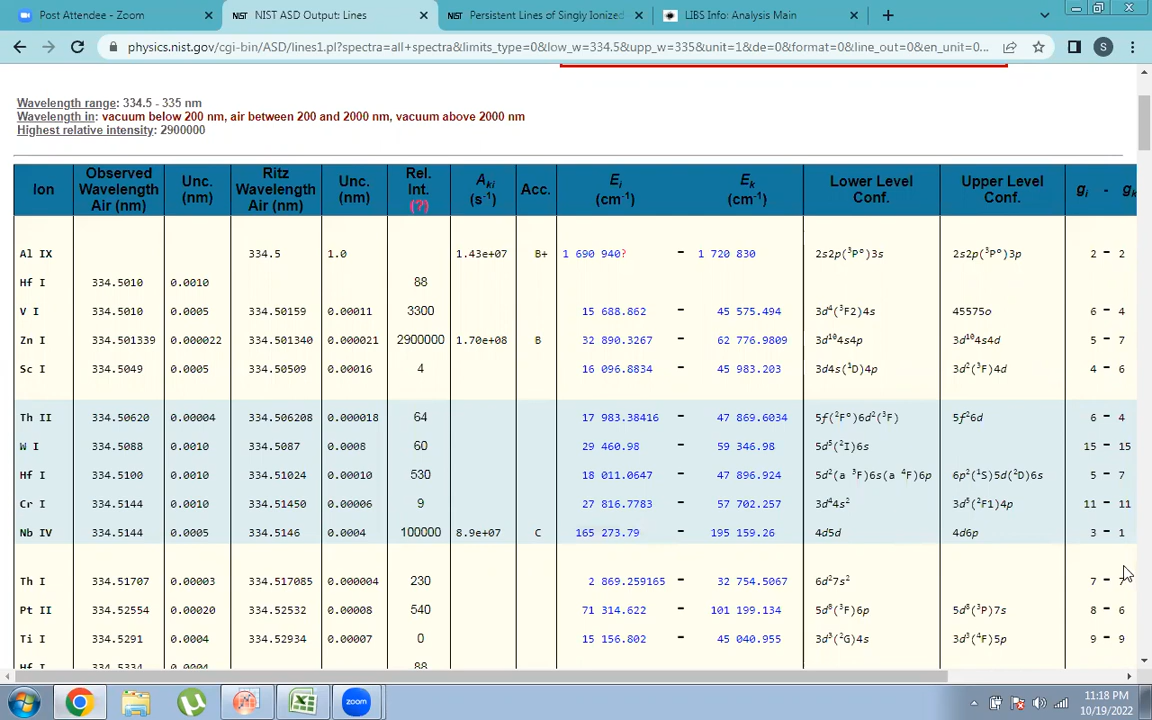 Post Attendee - Zoom
NIST ASD Output: Lines
Persistent Lines of Singly Ionized
LIBS Info: Analysis Main
physics.nist.gov/cgi-bin/ASD/lines1.pl?spectra=all+spectra&limits_type=0&low_w=334.5&upp_w=335&unit=1&de=0&format=0&line_out=0&en_unit=0...
S
Wavelength range: 334.5 - 335 nm
Wavelength in: vacuum below 200 nm, air between 200 and 2000 nm, vacuum above 2000 nm
Highest relative intensity: 2900000
Ion Observed Wavelength Air (nm) Unc. (nm) Ritz Wavelength Air (nm) Unc. (nm) Rel. Int. (?) Aki (s-1) Acc. Ei (cm-1) Ek (cm-1) Lower Level Conf. Upper Level Conf. gi - gk
Al IX 334.5 1.0 1.43e+07 B+ 1 690 940? - 1 720 830 2s2p(³P°)3s 2s2p(³P°)3p 2 - 2
Hf I 334.5010 0.0010 88
V I 334.5010 0.0005 334.50159 0.00011 3300 15 688.862 - 45 575.494 3d⁴(³F2)4s 45575o 6 - 4
Zn I 334.501339 0.000022 334.501340 0.000021 2900000 1.70e+08 B 32 890.3267 - 62 776.9809 3d¹⁰4s4p 3d¹⁰4s4d 5 - 7
Sc I 334.5049 0.0005 334.50509 0.00016 4 16 096.8834 - 45 983.203 3d4s(¹D)4p 3d²(³F)4d 4 - 6
Th II 334.50620 0.00004 334.506208 0.000018 64 17 983.38416 - 47 869.6034 5f(²F°)6d²(³F) 5f²6d 6 - 4
W I 334.5088 0.0010 334.5087 0.0008 60 29 460.98 - 59 346.98 5d⁵(²I)6s 15 - 15
Hf I 334.5100 0.0010 334.51024 0.00010 530 18 011.0647 - 47 896.924 5d²(a ³F)6s(a ⁴F)6p 6p²(¹S)5d(²D)6s 5 - 7
Cr I 334.5144 0.0010 334.51450 0.00006 9 27 816.7783 - 57 702.257 3d⁴4s² 3d⁵(²F1)4p 11 - 11
Nb IV 334.5144 0.0005 334.5146 0.0004 100000 8.9e+07 C 165 273.79 - 195 159.26 4d5d 4d6p 3 - 1
Th I 334.51707 0.00003 334.517085 0.000004 230 2 869.259165 - 32 754.5067 6d²7s² 7 - 7
Pt II 334.52554 0.00020 334.52532 0.00008 540 71 314.622 - 101 199.134 5d⁸(³F)6p 5d⁸(³P)7s 8 - 6
Ti I 334.5291 0.0004 334.52934 0.00007 0 15 156.802 - 45 040.955 3d³(²G)4s 3d³(⁴F)5p 9 - 9
Hf I 334.5334 0.0004 88
zoom
11:18 PM
10/19/2022